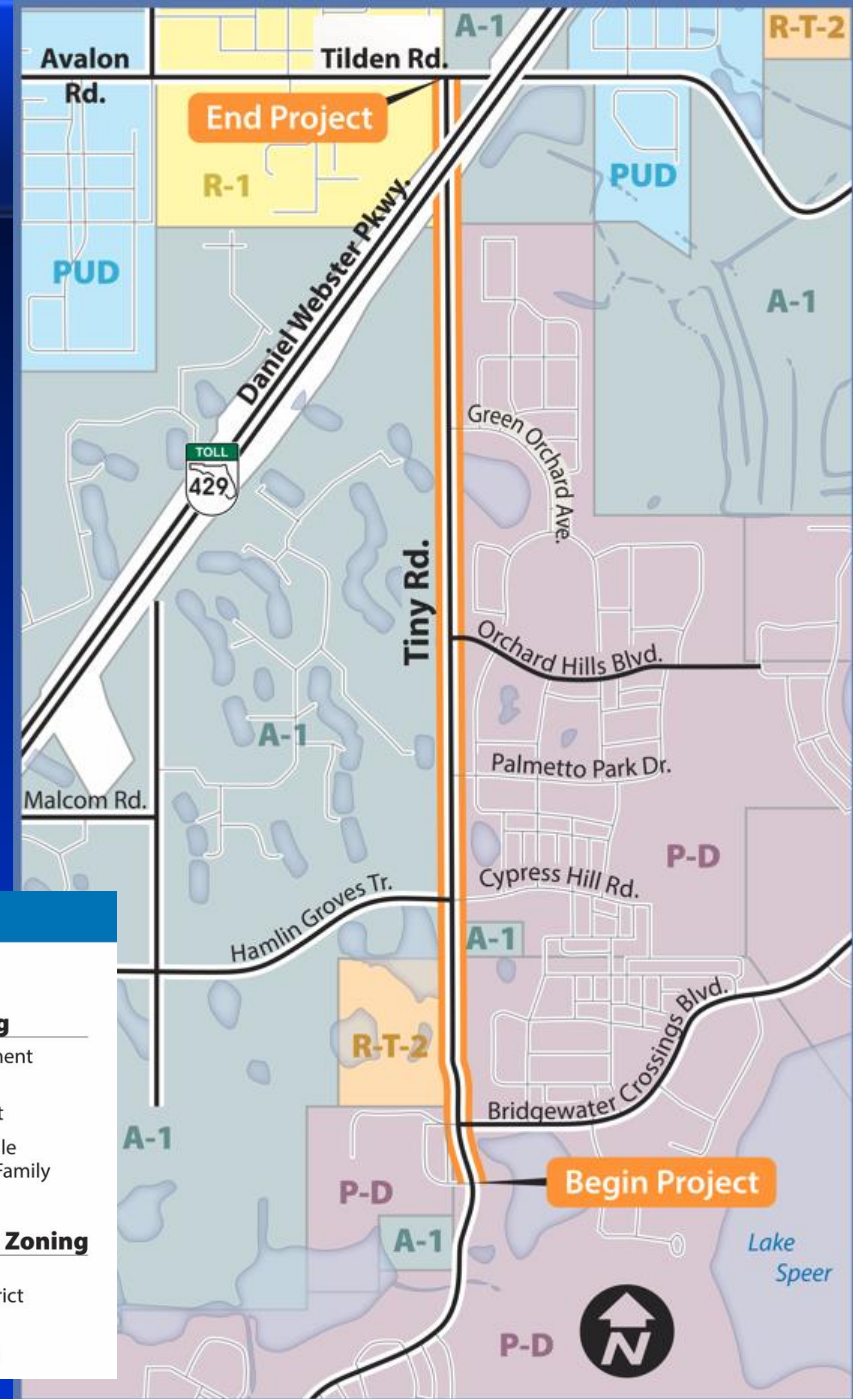 A-1
R-T-2
Avalon
Rd.
Tilden Rd.
End Project
R-1
PUD
PUD
A-1
Daniel Webster Pkwy.
TOLL
429
Green Orchard Ave.
Tiny Rd.
Orchard Hills Blvd.
A-1
Palmetto Park Dr.
Malcom Rd.
P-D
Cypress Hill Rd.
Hamlin Groves Tr.
A-1
R-T-2
Bridgewater Crossings Blvd.
A-1
P-D
Begin Project
A-1
Lake
Speer
P-D
N
Family
Zoning